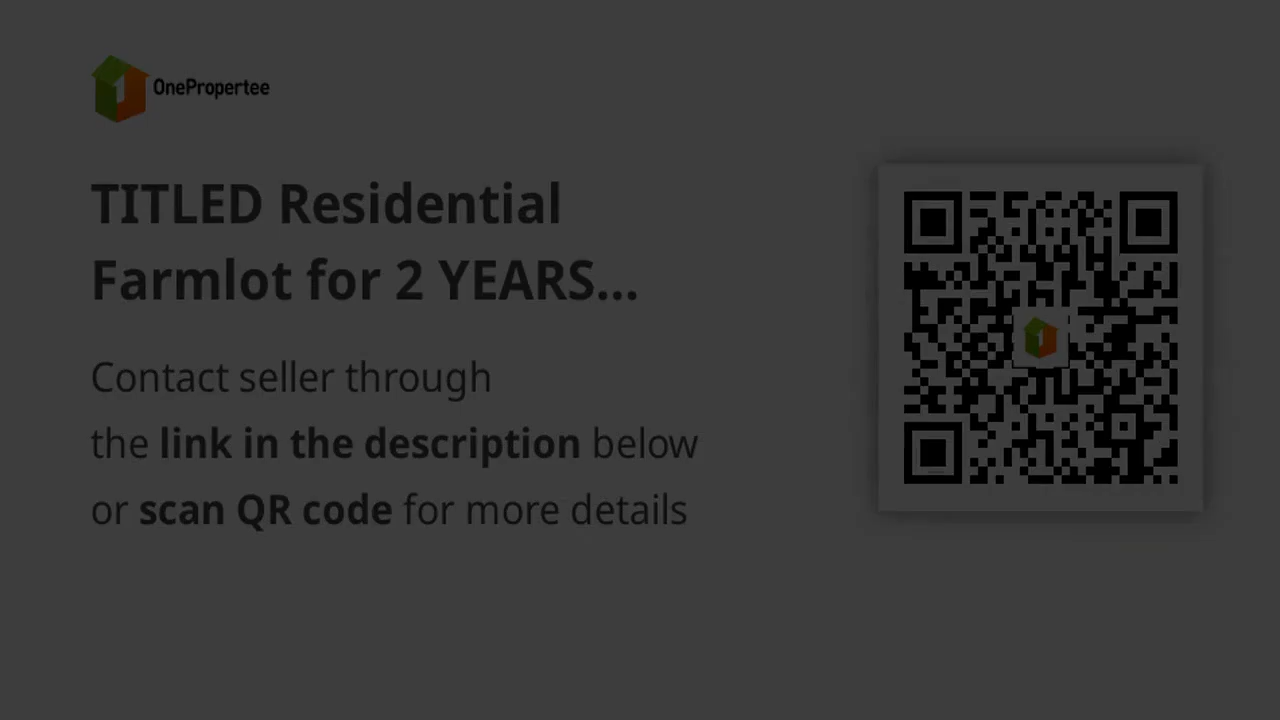 OnePropertee
TITLED Residential
Farmlot for 2 YEARS...
Contact seller through
the link in the description below
or scan QR code for more details